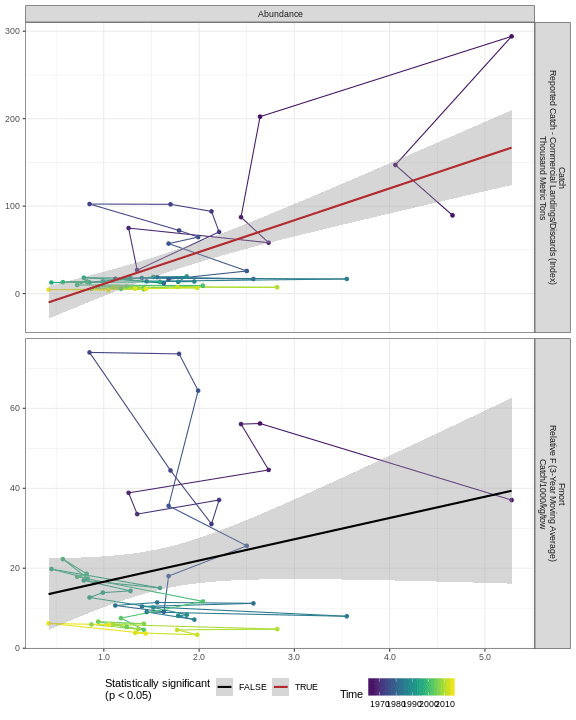 Abundance
300
200
100
0
Catch
Reported Catch - Commercial Landings/Discards (Index)
Thousand Metric Tons
60
40
20
0
Fmort
Relative F (3-Year Moving Average)
Catch/1000/kg/tow
1.0 2.0 3.0 4.0 5.0
Statistically significant
(p < 0.05)
FALSE
TRUE
Time
1970 1980 1990 2000 2010